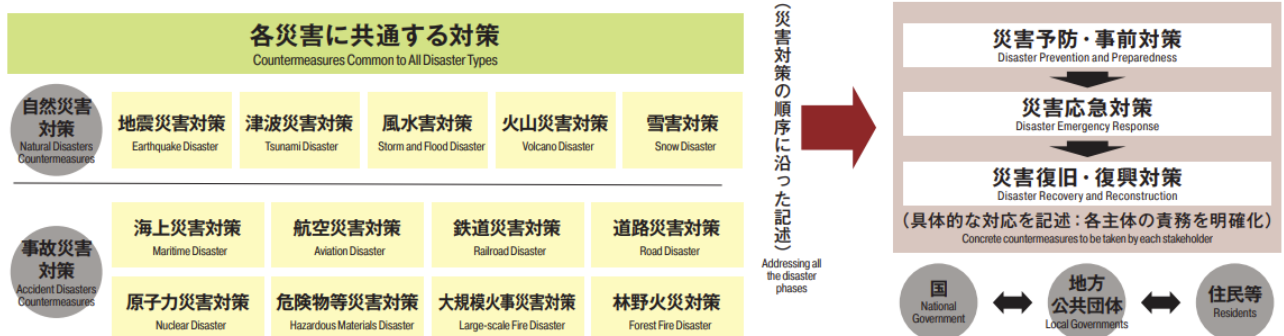 各災害に共通する対策
Countermeasures Common to All Disaster Types
自然災害
対策
Natural Disasters
Countermeasures
地震災害対策
Earthquake Disaster
津波災害対策
Tsunami Disaster
風水害対策
Storm and Flood Disaster
火山災害対策
Volcano Disaster
雪害対策
Snow Disaster
事故災害
対策
Accident Disasters
Countermeasures
海上災害対策
Maritime Disaster
航空災害対策
Aviation Disaster
鉄道災害対策
Railroad Disaster
道路災害対策
Road Disaster
原子力災害対策
Nuclear Disaster
危険物等災害対策
Hazardous Materials Disaster
大規模火事災害対策
Large-scale Fire Disaster
林野火災対策
Forest Fire Disaster
(災害対策の順序に沿った記述)
Addressing all
the disaster
phases
災害予防・事前対策
Disaster Prevention and Preparedness
災害応急対策
Disaster Emergency Response
災害復旧・復興対策
Disaster Recovery and Reconstruction
(具体的な対応を記述:各主体の責務を明確化)
Concrete countermeasures to be taken by each stakeholder
国
National
Government
地方
公共団体
Local Governments
住民等
Residents